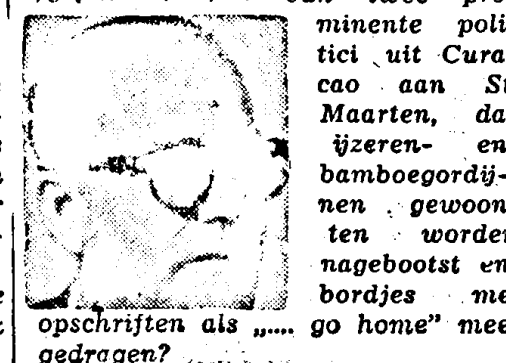 minente poli
tici uit Cura
cao aan St
Maarten, da
ijzeren- en
bamboegordij-
nen gewoon
ten worden
nagebootst en
bordjes me
opschriften als „.... go home” mee
gedragen?